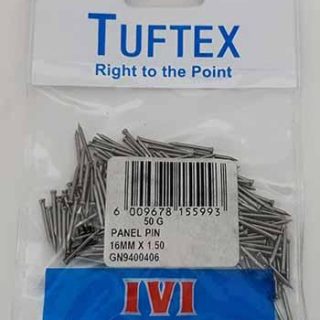 TUFTEX
Right to the Point
6 009678 155993
50 G
PANEL PIN
16MM X 1.50
GN9400406
IVI